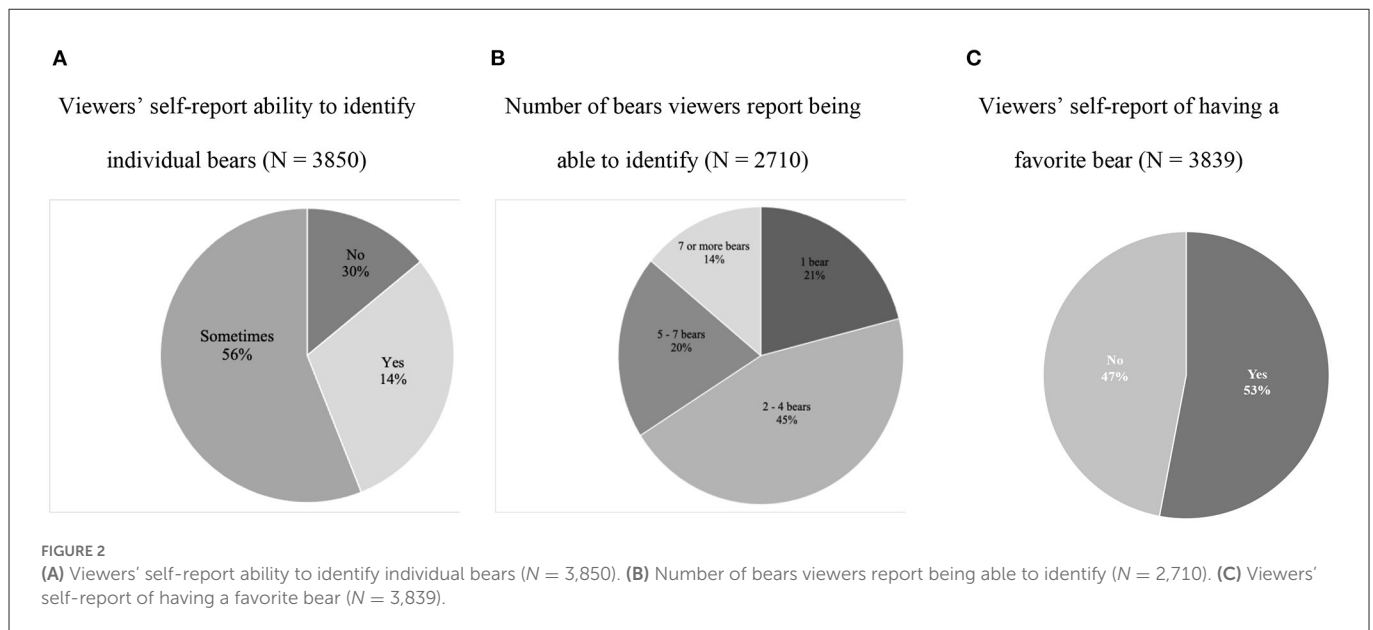 A
Viewers’ self-report ability to identify
individual bears (N = 3850)
No
30%
Sometimes
56%
Yes
14%
B
Number of bears viewers report being
able to identify (N = 2710)
7 or more bears
14%
1 bear
21%
5 - 7 bears
20%
2 - 4 bears
45%
C
Viewers’ self-report of having a
favorite bear (N = 3839)
No
47%
Yes
53%
FIGURE 2
(A) Viewers’ self-report ability to identify individual bears (N = 3,850). (B) Number of bears viewers report being able to identify (N = 2,710). (C) Viewers’
self-report of having a favorite bear (N = 3,839).